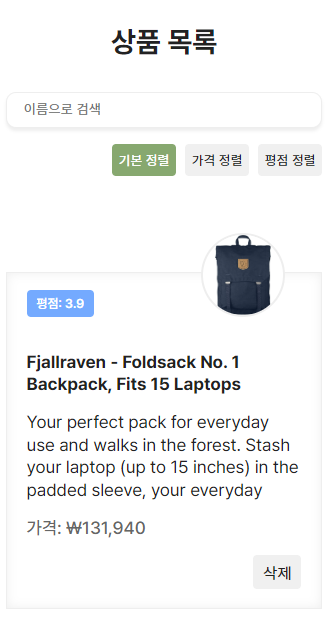 상품 목록
이름으로 검색
기본 정렬 가격 정렬 평점 정렬
평점: 3.9
Fjallraven - Foldsack No. 1
Backpack, Fits 15 Laptops
Your perfect pack for everyday
use and walks in the forest. Stash
your laptop (up to 15 inches) in the
padded sleeve, your everyday
가격: ₩131,940
삭제